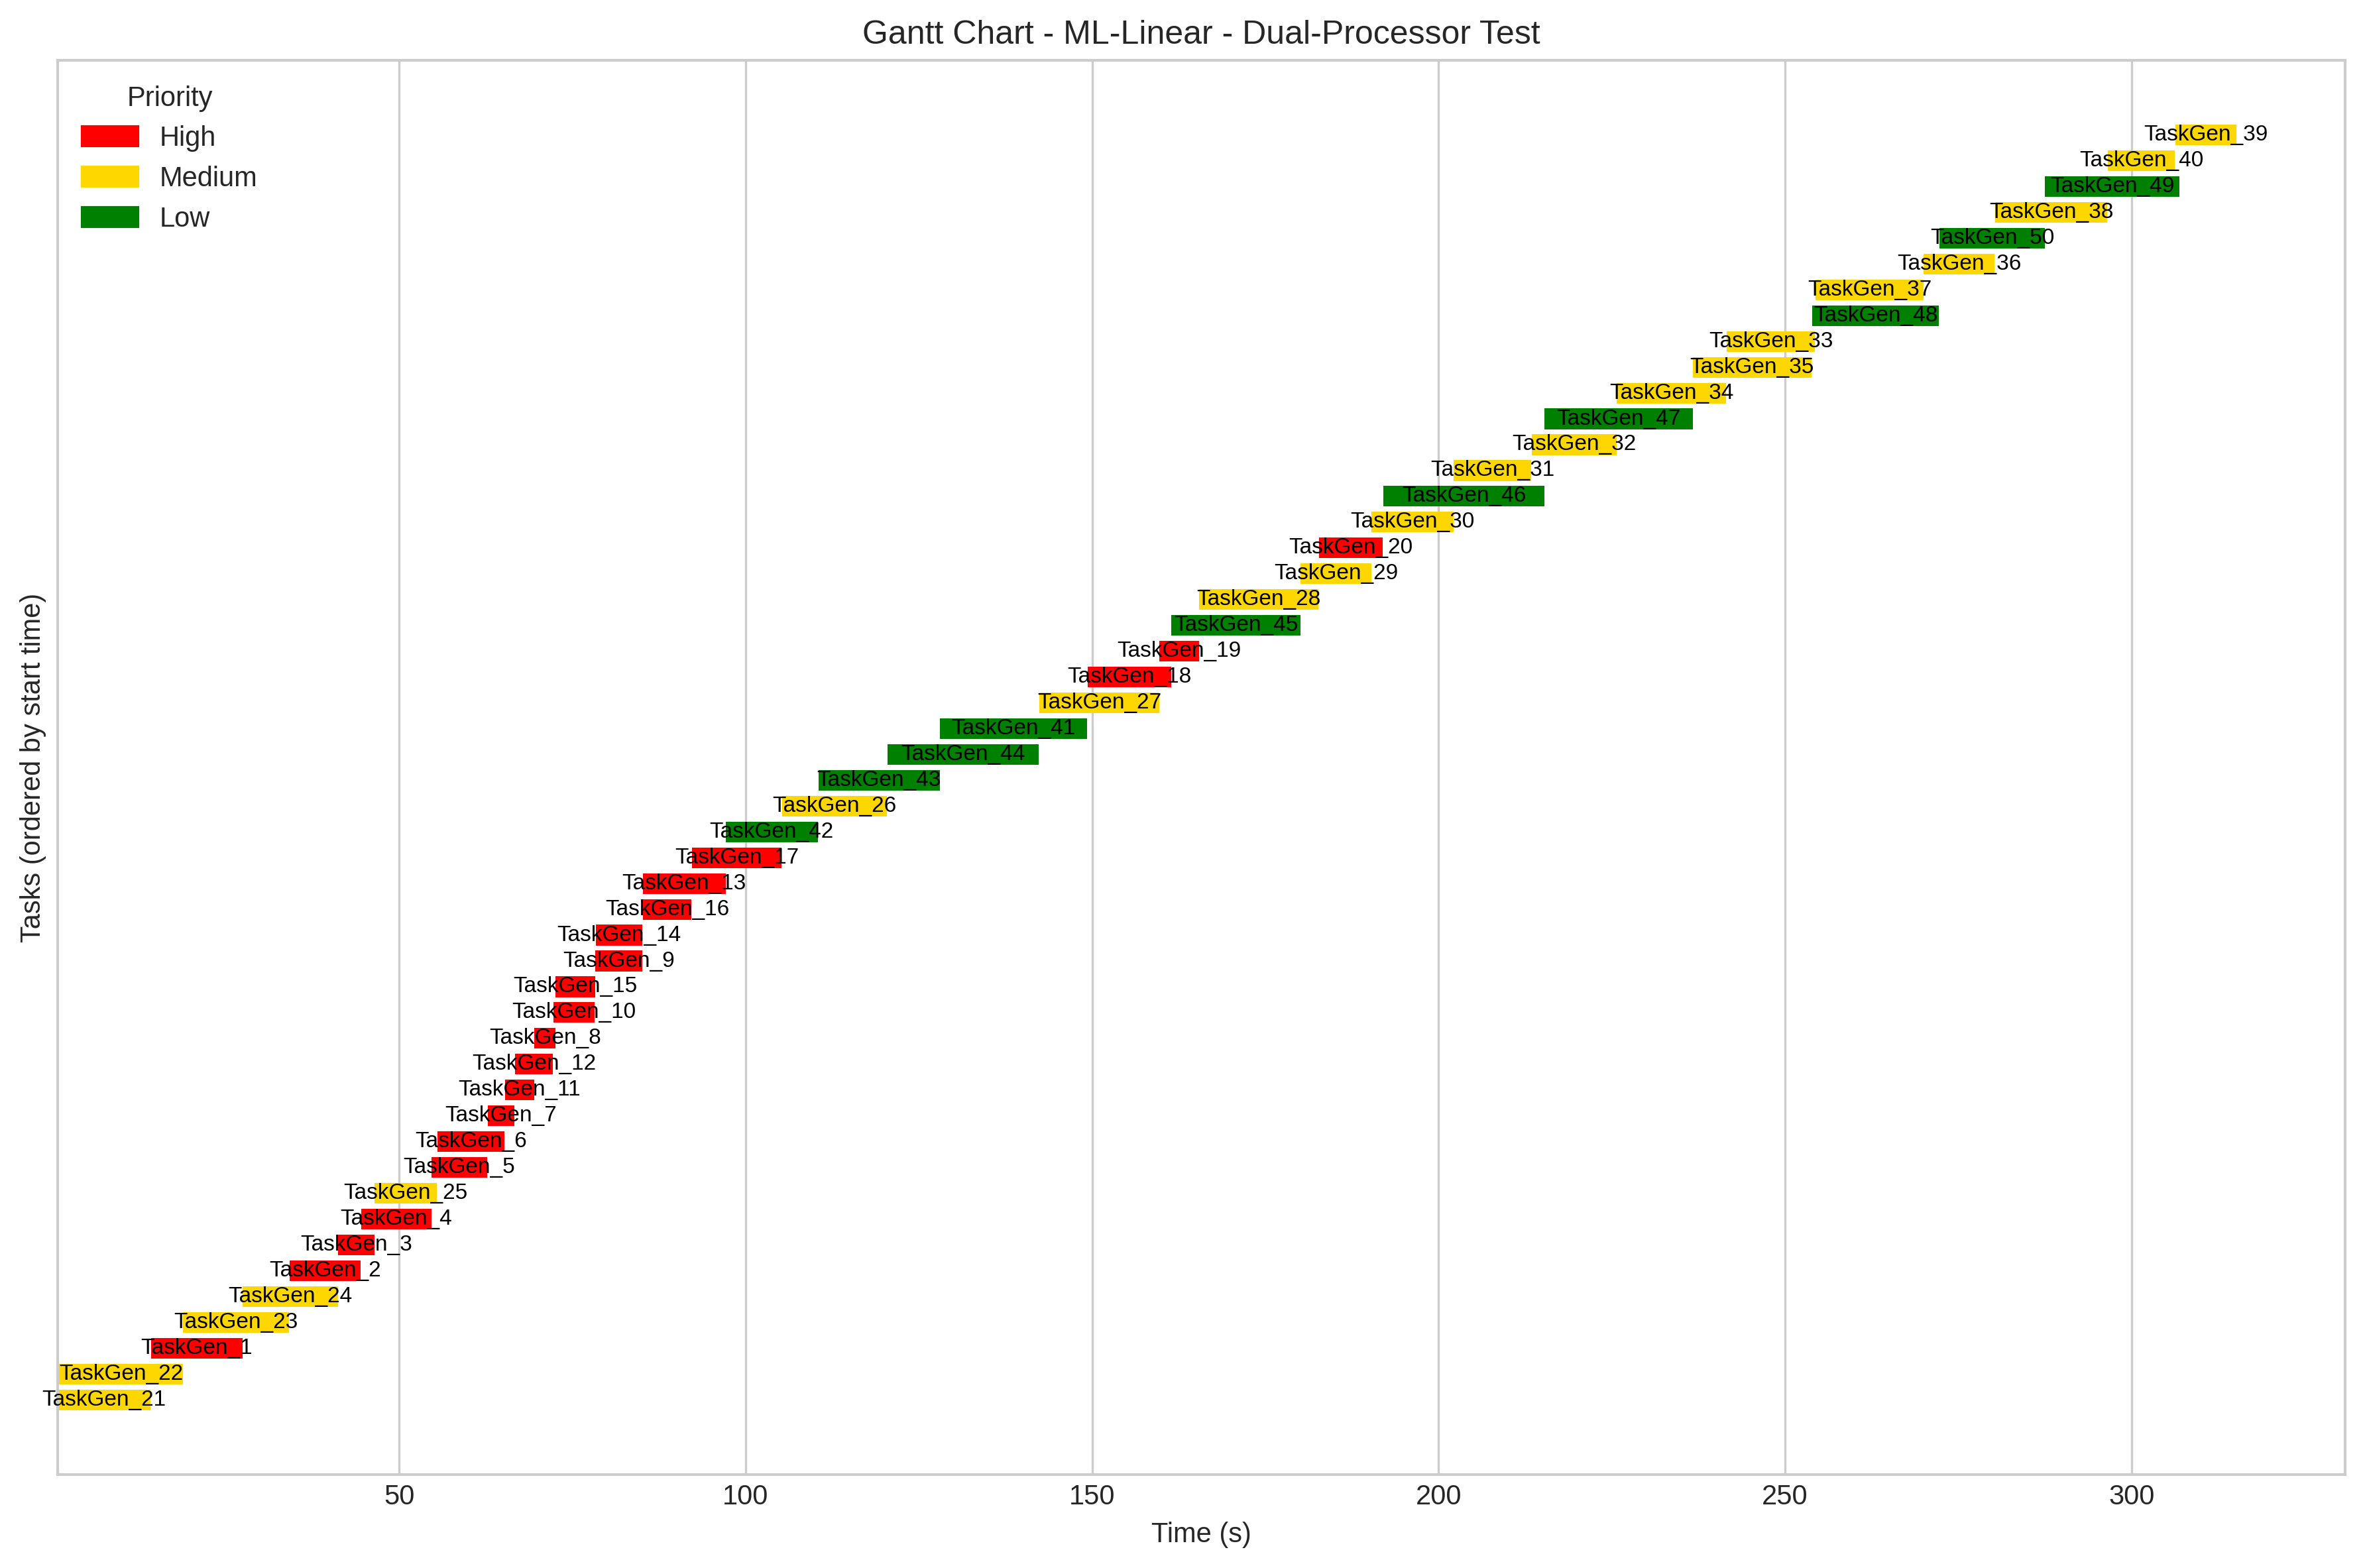 Gantt Chart - ML-Linear - Dual-Processor Test
Priority
High
Medium
Low
TaskGen_39
TaskGen_40
TaskGen_49
TaskGen_38
TaskGen_50
TaskGen_36
TaskGen_37
TaskGen_48
TaskGen_33
TaskGen_35
TaskGen_34
TaskGen_47
TaskGen_32
TaskGen_31
TaskGen_46
TaskGen_30
TaskGen_20
TaskGen_29
TaskGen_28
TaskGen_45
TaskGen_19
TaskGen_18
TaskGen_27
TaskGen_41
TaskGen_44
TaskGen_43
TaskGen_26
TaskGen_42
TaskGen_17
TaskGen_13
TaskGen_16
TaskGen_14
TaskGen_9
TaskGen_15
TaskGen_10
TaskGen_8
TaskGen_12
TaskGen_11
TaskGen_7
TaskGen_6
TaskGen_5
TaskGen_25
TaskGen_4
TaskGen_3
TaskGen_2
TaskGen_24
TaskGen_23
TaskGen_1
TaskGen_22
TaskGen_21
Tasks (ordered by start time)
50 100 150 200 250 300
Time (s)